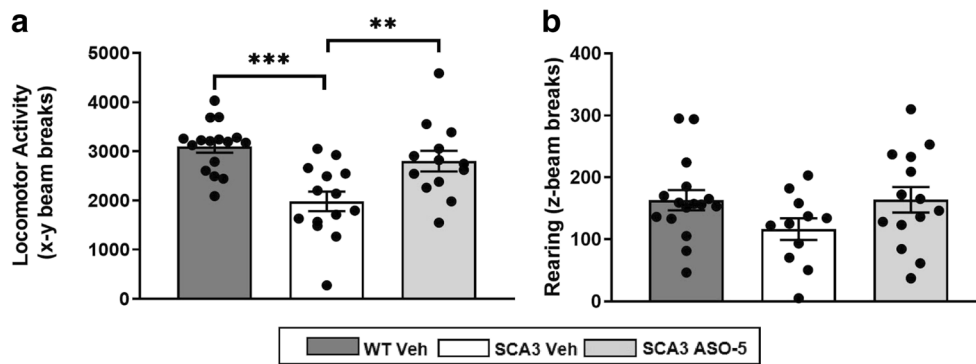 a
Locomotor Activity
(x-y beam breaks)
5000
4000
3000
2000
1000
0
***
**
b
Rearing (z-beam breaks)
400
300
200
100
0
WT Veh
SCA3 Veh
SCA3 ASO-5